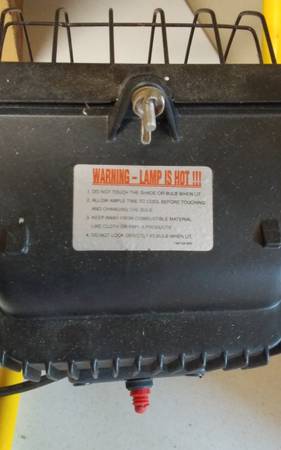 WARNING - LAMP IS HOT !!!
1. DO NOT TOUCH THE SHADE OR BULB WHEN LIT.
2. ALLOW AMPLE TIME TO COOL BEFORE TOUCHING
AND CHANGING THE BULB.
3. KEEP AWAY FROM COMBUSTIBLE MATERIAL
LIKE CLOTH OR PAPER PRODUCTS
4. DO NOT LOOK DIRECTLY AT BULB WHEN LIT.